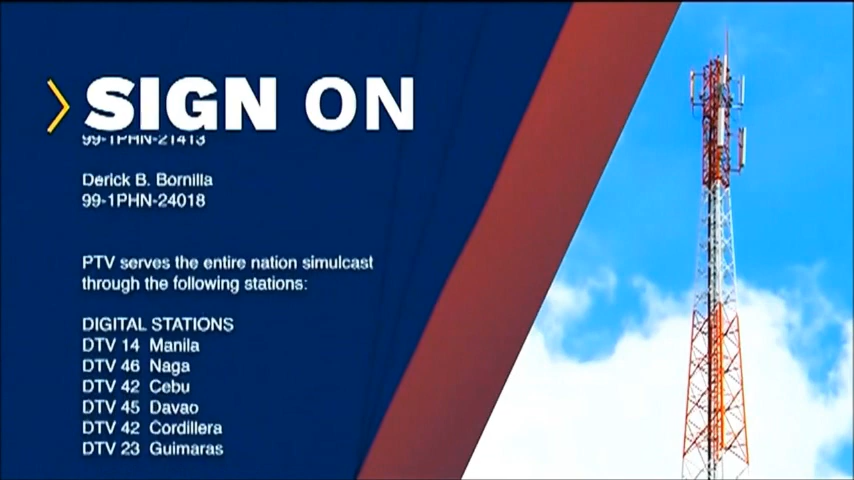 SIGN ON
99-1PHN-21413
Derick B. Bornilla
99-1PHN-24018
PTV serves the entire nation simulcast
through the following stations:
DIGITAL STATIONS
DTV 14 Manila
DTV 46 Naga
DTV 42 Cebu
DTV 45 Davao
DTV 42 Cordillera
DTV 23 Guimaras